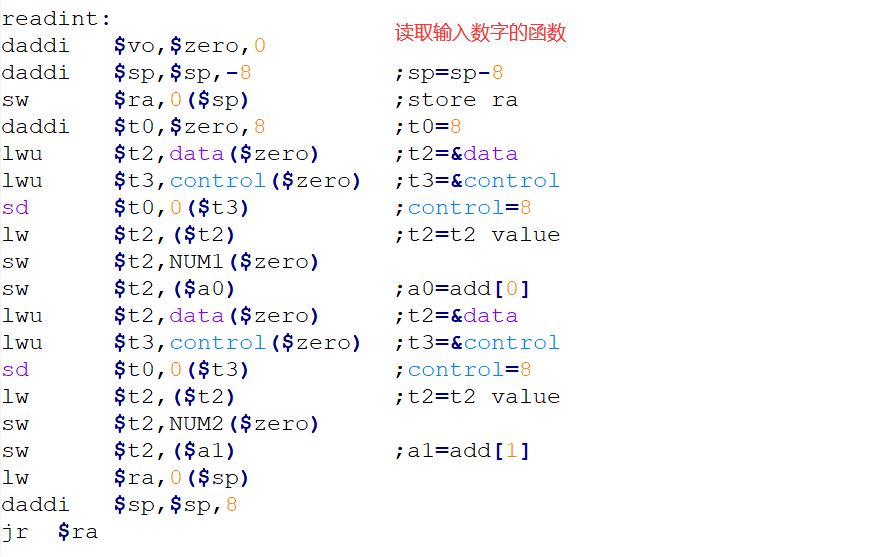 readint:
读取输入数字的函数
daddi $vo,$zero,0
daddi $sp,$sp,-8 ;sp=sp-8
sw $ra,0($sp) ;store ra
daddi $t0,$zero,8 ;t0=8
lwu $t2,data($zero) ;t2=&data
lwu $t3,control($zero) ;t3=&control
sd $t0,0($t3) ;control=8
lw $t2,($t2) ;t2=t2 value
sw $t2,NUM1($zero)
sw $t2,($a0) ;a0=add[0]
lwu $t2,data($zero) ;t2=&data
lwu $t3,control($zero) ;t3=&control
sd $t0,0($t3) ;control=8
lw $t2,($t2) ;t2=t2 value
sw $t2,NUM2($zero)
sw $t2,($a1) ;a1=add[1]
lw $ra,0($sp)
daddi $sp,$sp,8
jr $ra